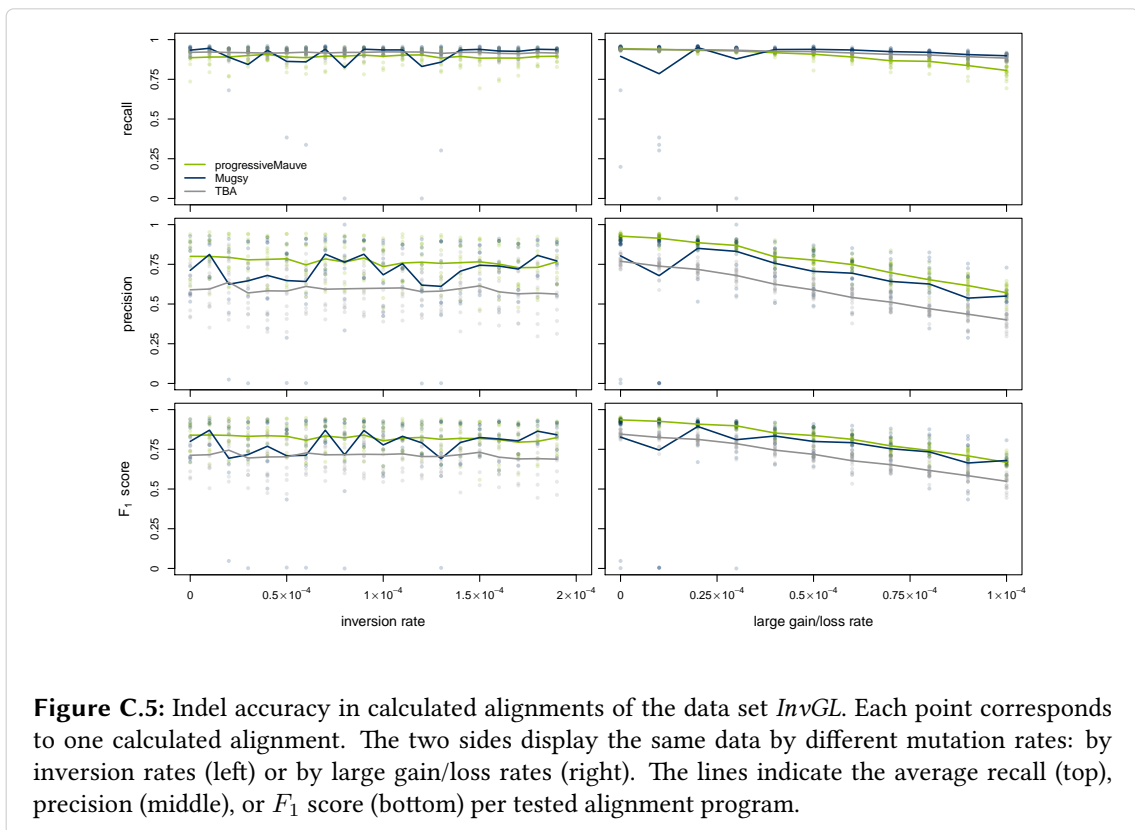 recall
0 0.25 0.75 1
progressiveMauve
Mugsy
TBA
precision
0 0.25 0.5 0.75 1
F1 score
0 0.25 0.5 0.75 1
0 0.5×10−4 1×10−4 1.5×10−4 2×10−4
inversion rate
0 0.25×10−4 0.5×10−4 0.75×10−4 1×10−4
large gain/loss rate
Figure C.5: Indel accuracy in calculated alignments of the data set InvGL. Each point corresponds
to one calculated alignment. The two sides display the same data by different mutation rates: by
inversion rates (left) or by large gain/loss rates (right). The lines indicate the average recall (top),
precision (middle), or F1 score (bottom) per tested alignment program.